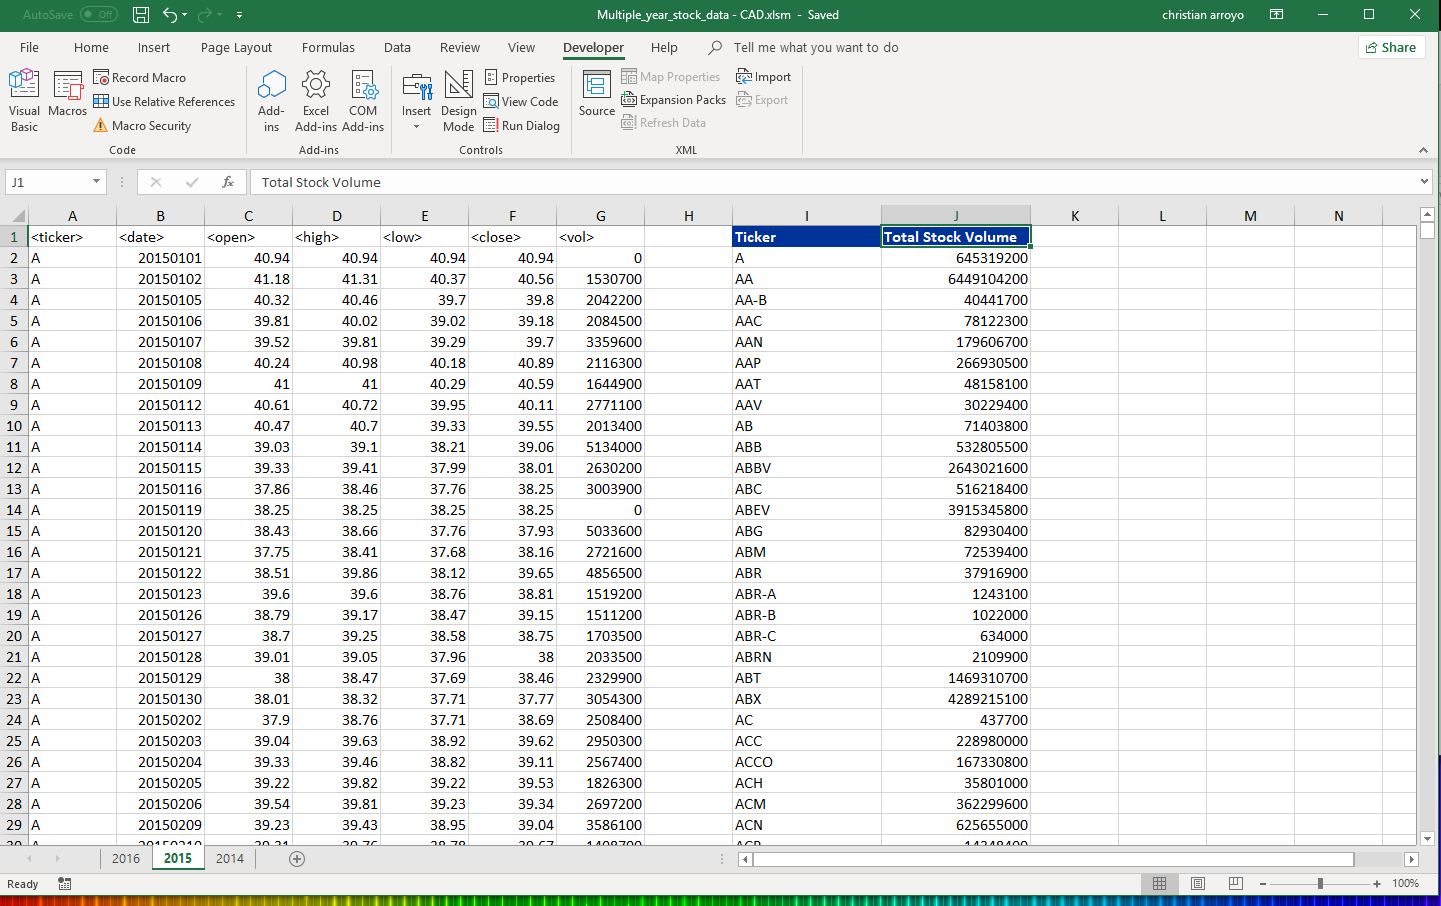 AutoSave Off Multiple_year_stock_data - CAD.xlsm - Saved christian arroyo
File Home Insert Page Layout Formulas Data Review View Developer Help Tell me what you want to do Share
Visual Basic
Macros
Record Macro
Use Relative References
Macro Security
Code
Add-ins
Excel Add-ins
COM Add-ins
Add-ins
Insert
Design Mode
Properties
View Code
Run Dialog
Controls
Source
Map Properties
Expansion Packs
Refresh Data
Import
Export
XML
J1 fx Total Stock Volume
A B C D E F G H I J K L M N
1 <ticker> <date> <open> <high> <low> <close> <vol> Ticker Total Stock Volume
2 A 20150101 40.94 40.94 40.94 40.94 0 A 645319200
3 A 20150102 41.18 41.31 40.37 40.56 1530700 AA 6449104200
4 A 20150105 40.32 40.46 39.7 39.8 2042200 AA-B 40441700
5 A 20150106 39.81 40.02 39.02 39.18 2084500 AAC 78122300
6 A 20150107 39.52 39.81 39.29 39.7 3359600 AAN 179606700
7 A 20150108 40.24 40.98 40.18 40.89 2116300 AAP 266930500
8 A 20150109 41 41 40.29 40.59 1644900 AAT 48158100
9 A 20150112 40.61 40.72 39.95 40.11 2771100 AAV 30229400
10 A 20150113 40.47 40.7 39.33 39.55 2013400 AB 71403800
11 A 20150114 39.03 39.1 38.21 39.06 5134000 ABB 532805500
12 A 20150115 39.33 39.41 37.99 38.01 2630200 ABBV 2643021600
13 A 20150116 37.86 38.46 37.76 38.25 3003900 ABC 516218400
14 A 20150119 38.25 38.25 38.25 38.25 0 ABEV 3915345800
15 A 20150120 38.43 38.66 37.76 37.93 5033600 ABG 82930400
16 A 20150121 37.75 38.41 37.68 38.16 2721600 ABM 72539400
17 A 20150122 38.51 39.86 38.12 39.65 4856500 ABR 37916900
18 A 20150123 39.6 39.6 38.76 38.81 1519200 ABR-A 1243100
19 A 20150126 38.79 39.17 38.47 39.15 1511200 ABR-B 1022000
20 A 20150127 38.7 39.25 38.58 38.75 1703500 ABR-C 634000
21 A 20150128 39.01 39.05 37.96 38 2033500 ABRN 2109900
22 A 20150129 38 38.47 37.69 38.46 2329900 ABT 1469310700
23 A 20150130 38.01 38.32 37.71 37.77 3054300 ABX 4289215100
24 A 20150202 37.9 38.76 37.71 38.69 2508400 AC 437700
25 A 20150203 39.04 39.63 38.92 39.62 2950300 ACC 228980000
26 A 20150204 39.33 39.46 38.82 39.11 2567400 ACCO 167330800
27 A 20150205 39.22 39.82 39.22 39.53 1826300 ACH 35801000
28 A 20150206 39.54 39.81 39.23 39.34 2697200 ACM 362299600
29 A 20150209 39.23 39.43 38.95 39.04 3586100 ACN 625655000
2016 2015 2014
Ready 100%